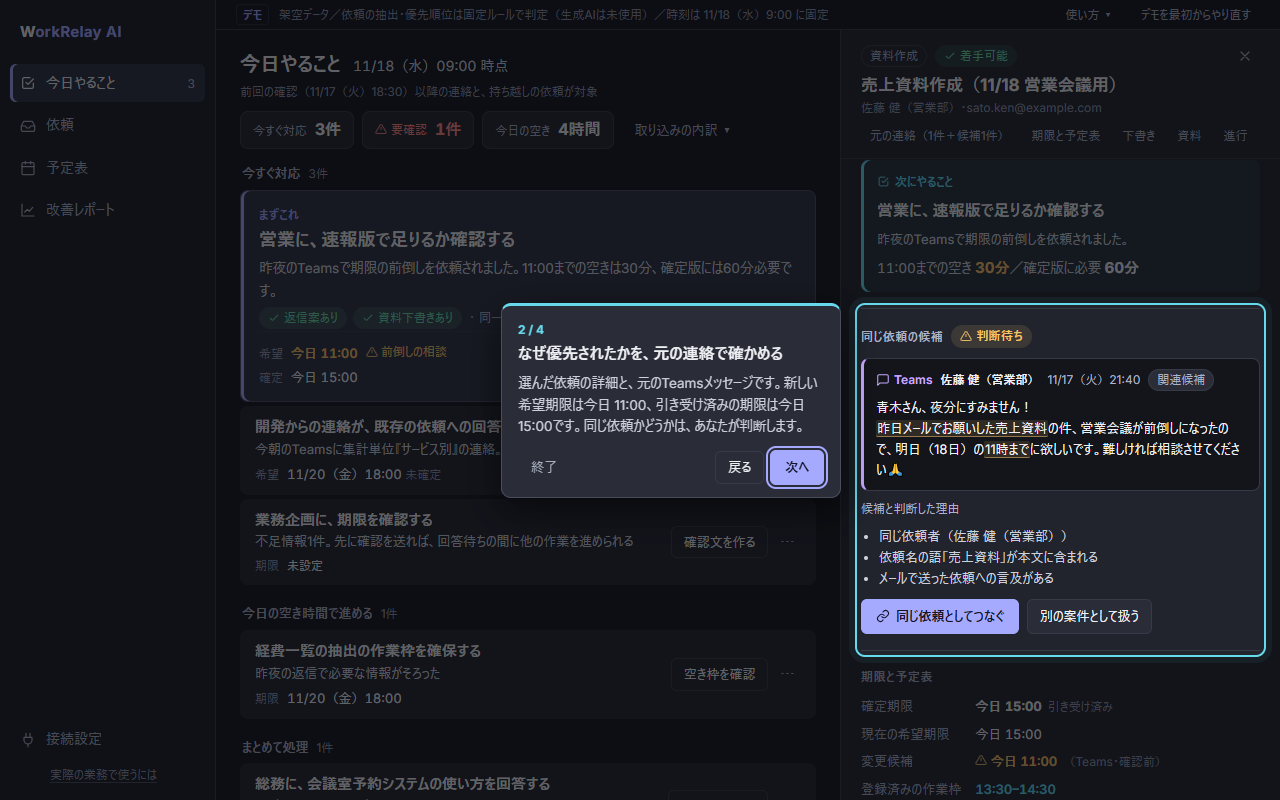 WorkRelay AI
今日やること 3
依頼
予定表
改善レポート
接続設定
実際の業務で使うには
デモ 架空データ／依頼の抽出・優先順位は固定ルールで判定（生成AIは未使用）／時刻は 11/18（水）9:00 に固定
使い方 ▼ デモを最初からやり直す
今日やること 11/18（水）09:00 時点
前回の確認（11/17（火）18:30）以降の連絡と、持ち越しの依頼が対象
今すぐ対応 3件 要確認 1件 今日の空き 4時間 取り込みの内訳 ▼
今すぐ対応 3件
まずこれ
営業に、速報版で足りるか確認する
昨夜のTeamsで期限の前倒しを依頼されました。11:00までの空きは30分、確定版には60分必要で
す。
返信案あり 資料下書きあり ・同一
希望 今日 11:00 前倒しの相談
確定 今日 15:00
開発からの連絡が、既存の依頼への回答
今朝のTeamsに集計単位『サービス別』の連絡。
希望 11/20（金）18:00 未確定
業務企画に、期限を確認する
不足情報1件。先に確認を送れば、回答待ちの間に他の作業を進められる
期限 未設定
確認文を作る …
今日の空き時間で進める 1件
経費一覧の抽出の作業枠を確保する
昨夜の返信で必要な情報がそろった
期限 11/20（金）18:00
空き枠を確認 …
まとめて処理 1件
総務に、会議室予約システムの使い方を回答する
2 / 4
なぜ優先されたかを、元の連絡で確かめる
選んだ依頼の詳細と、元のTeamsメッセージです。新しい
希望期限は今日 11:00、引き受け済みの期限は今日
15:00です。同じ依頼かどうかは、あなたが判断します。
終了 戻る 次へ
資料作成 着手可能
売上資料作成（11/18 営業会議用）
佐藤 健（営業部）・sato.ken@example.com
元の連絡（1件＋候補1件） 期限と予定表 下書き 資料 進行
次にやること
営業に、速報版で足りるか確認する
昨夜のTeamsで期限の前倒しを依頼されました。
11:00までの空き 30分／確定版に必要 60分
同じ依頼の候補 判断待ち
Teams 佐藤 健（営業部） 11/17（火）21:40 関連候補
青木さん、夜分にすみません！
昨日メールでお願いした売上資料の件、営業会議が前倒しになったの
で、明日（18日）の11時までに欲しいです。難しければ相談させてくださ
い🙏
候補と判断した理由
• 同じ依頼者（佐藤 健（営業部））
• 依頼名の語「売上資料」が本文に含まれる
• メールで送った依頼への言及がある
同じ依頼としてつなぐ 別の案件として扱う
期限と予定表
確定期限 今日 15:00 引き受け済み
現在の希望期限 今日 15:00
変更候補 今日 11:00 （Teams・確認前）
登録済みの作業枠 13:30–14:30